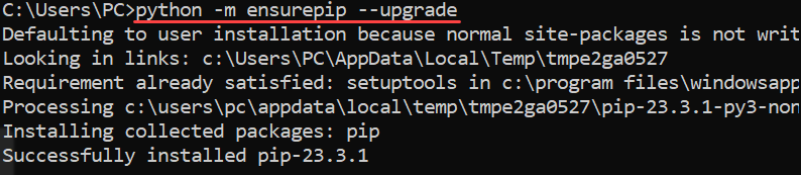 C:\Users\PC>python -m ensurepip --upgrade
Defaulting to user installation because normal site-packages is not writ
Looking in links: c:\Users\PC\AppData\Local\Temp\tmpe2ga0527
Requirement already satisfied: setuptools in c:\program files\windowsapp
Processing c:\users\pc\appdata\local\temp\tmpe2ga0527\pip-23.3.1-py3-non
Installing collected packages: pip
Successfully installed pip-23.3.1